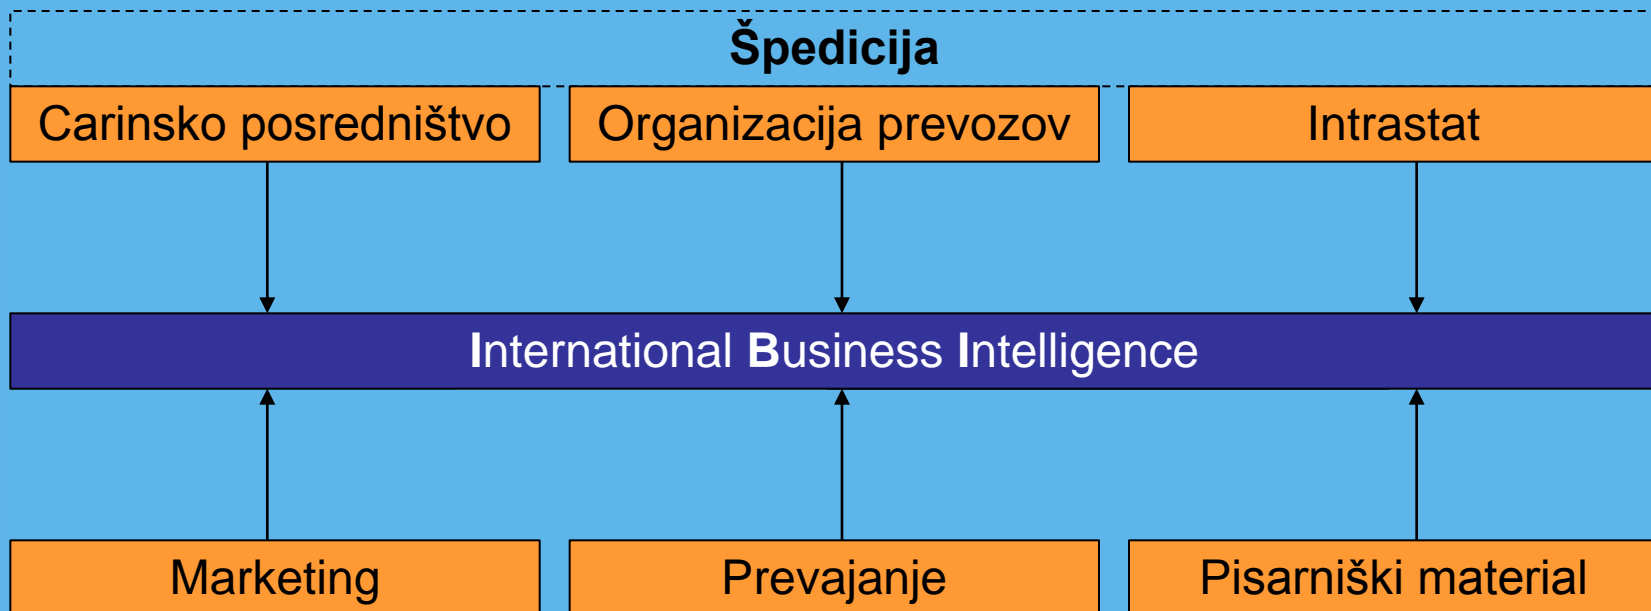 Špedicija
Carinsko posredništvo
Organizacija prevozov
Intrastat
International Business Intelligence
Marketing
Prevajanje
Pisarniški material